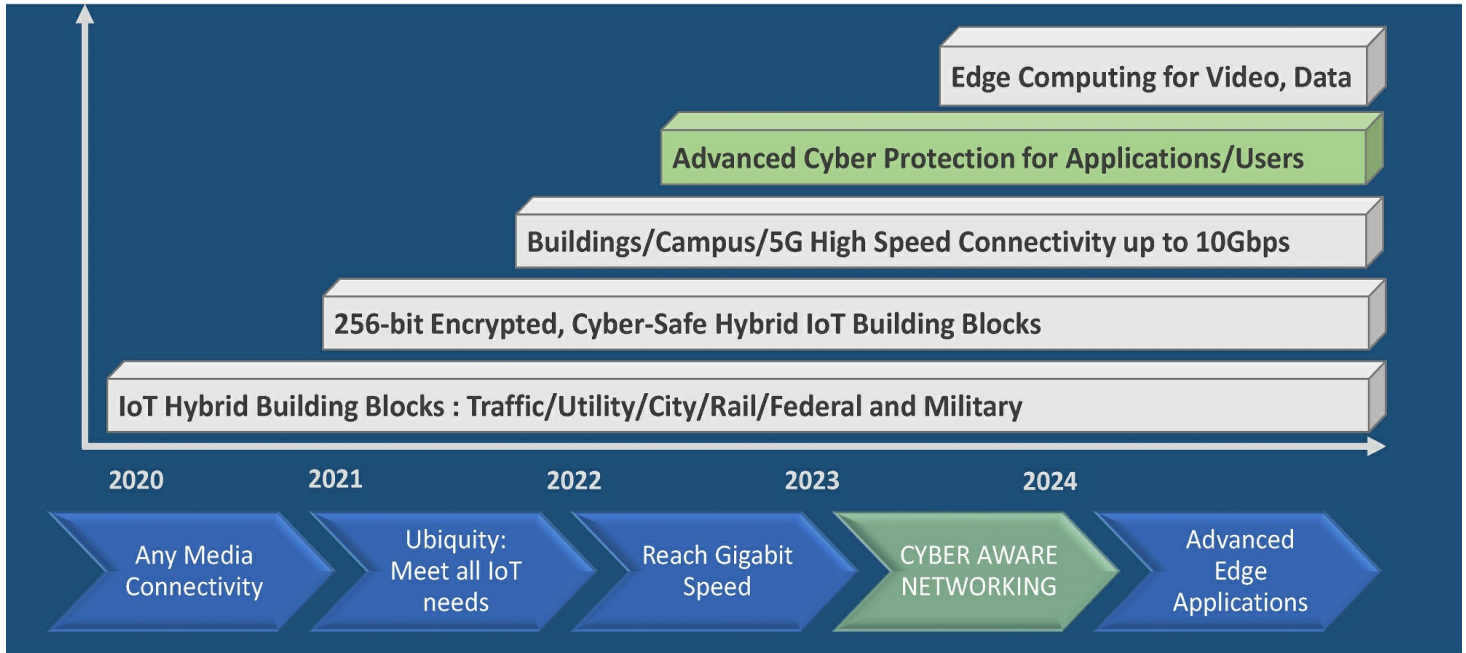 Edge Computing for Video, Data
Advanced Cyber Protection for Applications/Users
Buildings/Campus/5G High Speed Connectivity up to 10Gbps
256-bit Encrypted, Cyber-Safe Hybrid IoT Building Blocks
IoT Hybrid Building Blocks : Traffic/Utility/City/Rail/Federal and Military
2020
2021
2022
2023
2024
Any Media
Connectivity
Ubiquity:
Meet all IoT
needs
Reach Gigabit
Speed
CYBER AWARE
NETWORKING
Advanced
Edge
Applications